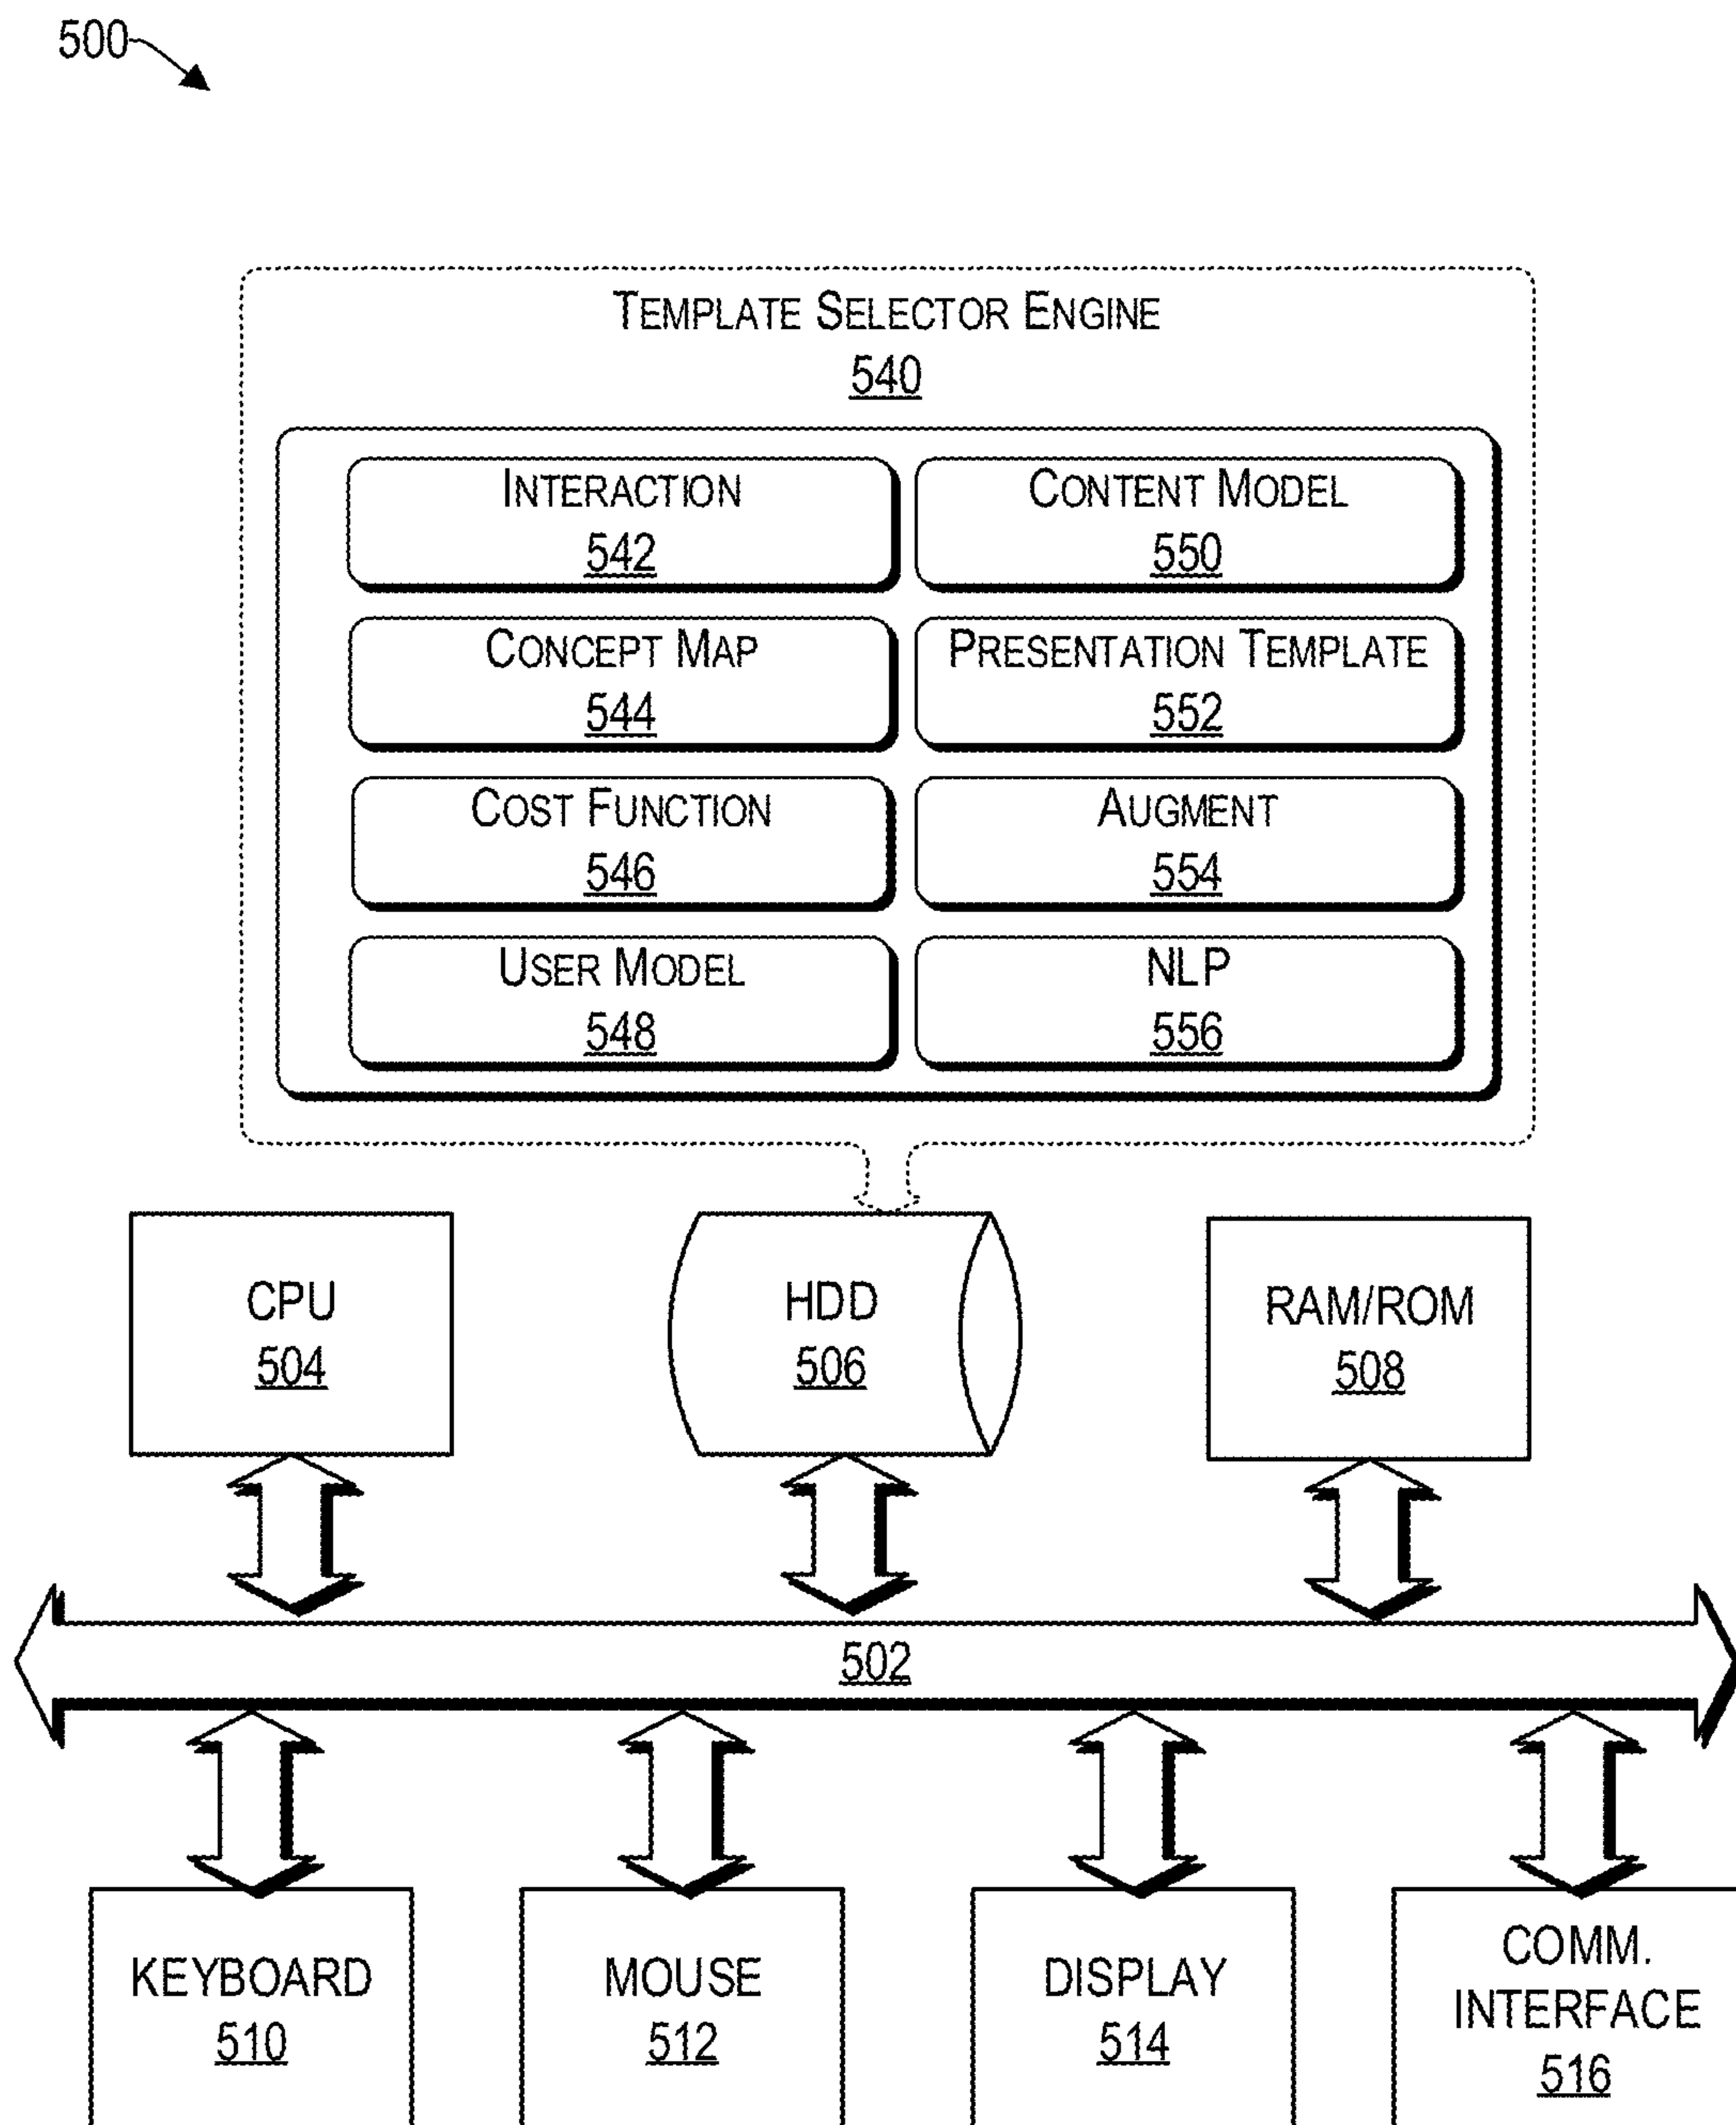 500
TEMPLATE SELECTOR ENGINE
540
INTERACTION
542
CONTENT MODEL
550
CONCEPT MAP
544
PRESENTATION TEMPLATE
552
COST FUNCTION
546
AUGMENT
554
USER MODEL
548
NLP
556
CPU
504
HDD
506
RAM/ROM
508
502
KEYBOARD
510
MOUSE
512
DISPLAY
514
COMM.
INTERFACE
516